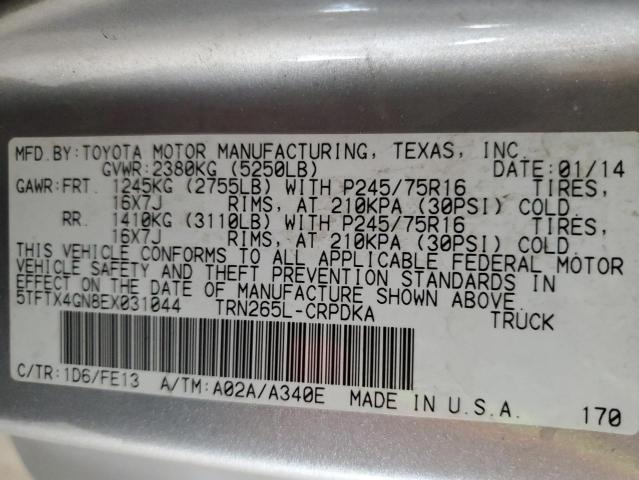 MFD.BY:TOYOTA MOTOR MANUFACTURING, TEXAS, INC.
GVWR:2380KG (5250LB) DATE:01/14
GAWR:FRT. 1245KG (2755LB) WITH P245/75R16 TIRES,
16X7J RIMS, AT 210KPA (30PSI) COLD.
RR. 1410KG (3110LB) WITH P245/75R16 TIRES,
16X7J RIMS, AT 210KPA (30PSI) COLD.
THIS VEHICLE CONFORMS TO ALL APPLICABLE FEDERAL MOTOR
VEHICLE SAFETY AND THEFT PREVENTION STANDARDS IN
EFFECT ON THE DATE OF MANUFACTURE SHOWN ABOVE.
5TFTX4GN8EX031044 TRN265L-CRPDKA TRUCK
C/TR:1D6/FE13 A/TM:A02A/A340E MADE IN U.S.A. 170